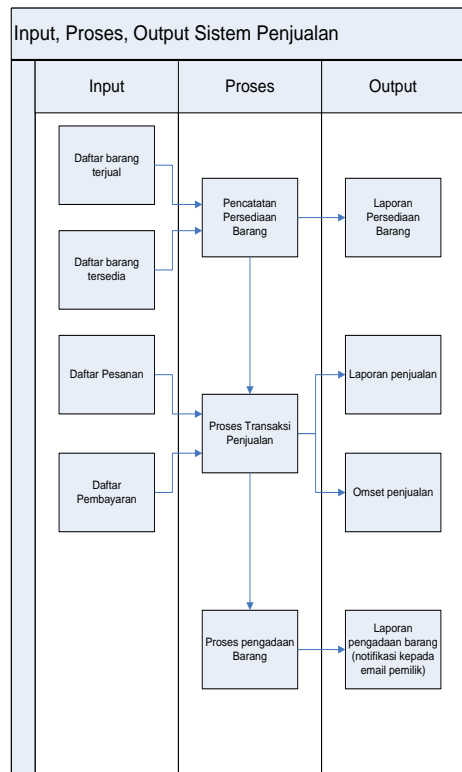 Input, Proses, Output Sistem Penjualan
Input
Proses
Output
Daftar barang
terjual
Pencatatan
Persediaan
Barang
Laporan
Persediaan
Barang
Daftar barang
tersedia
Daftar Pesanan
Proses Transaksi
Penjualan
Laporan penjualan
Daftar
Pembayaran
Omset penjualan
Proses pengadaan
Barang
Laporan
pengadaan barang
(notifikasi kepada
email pemilik)